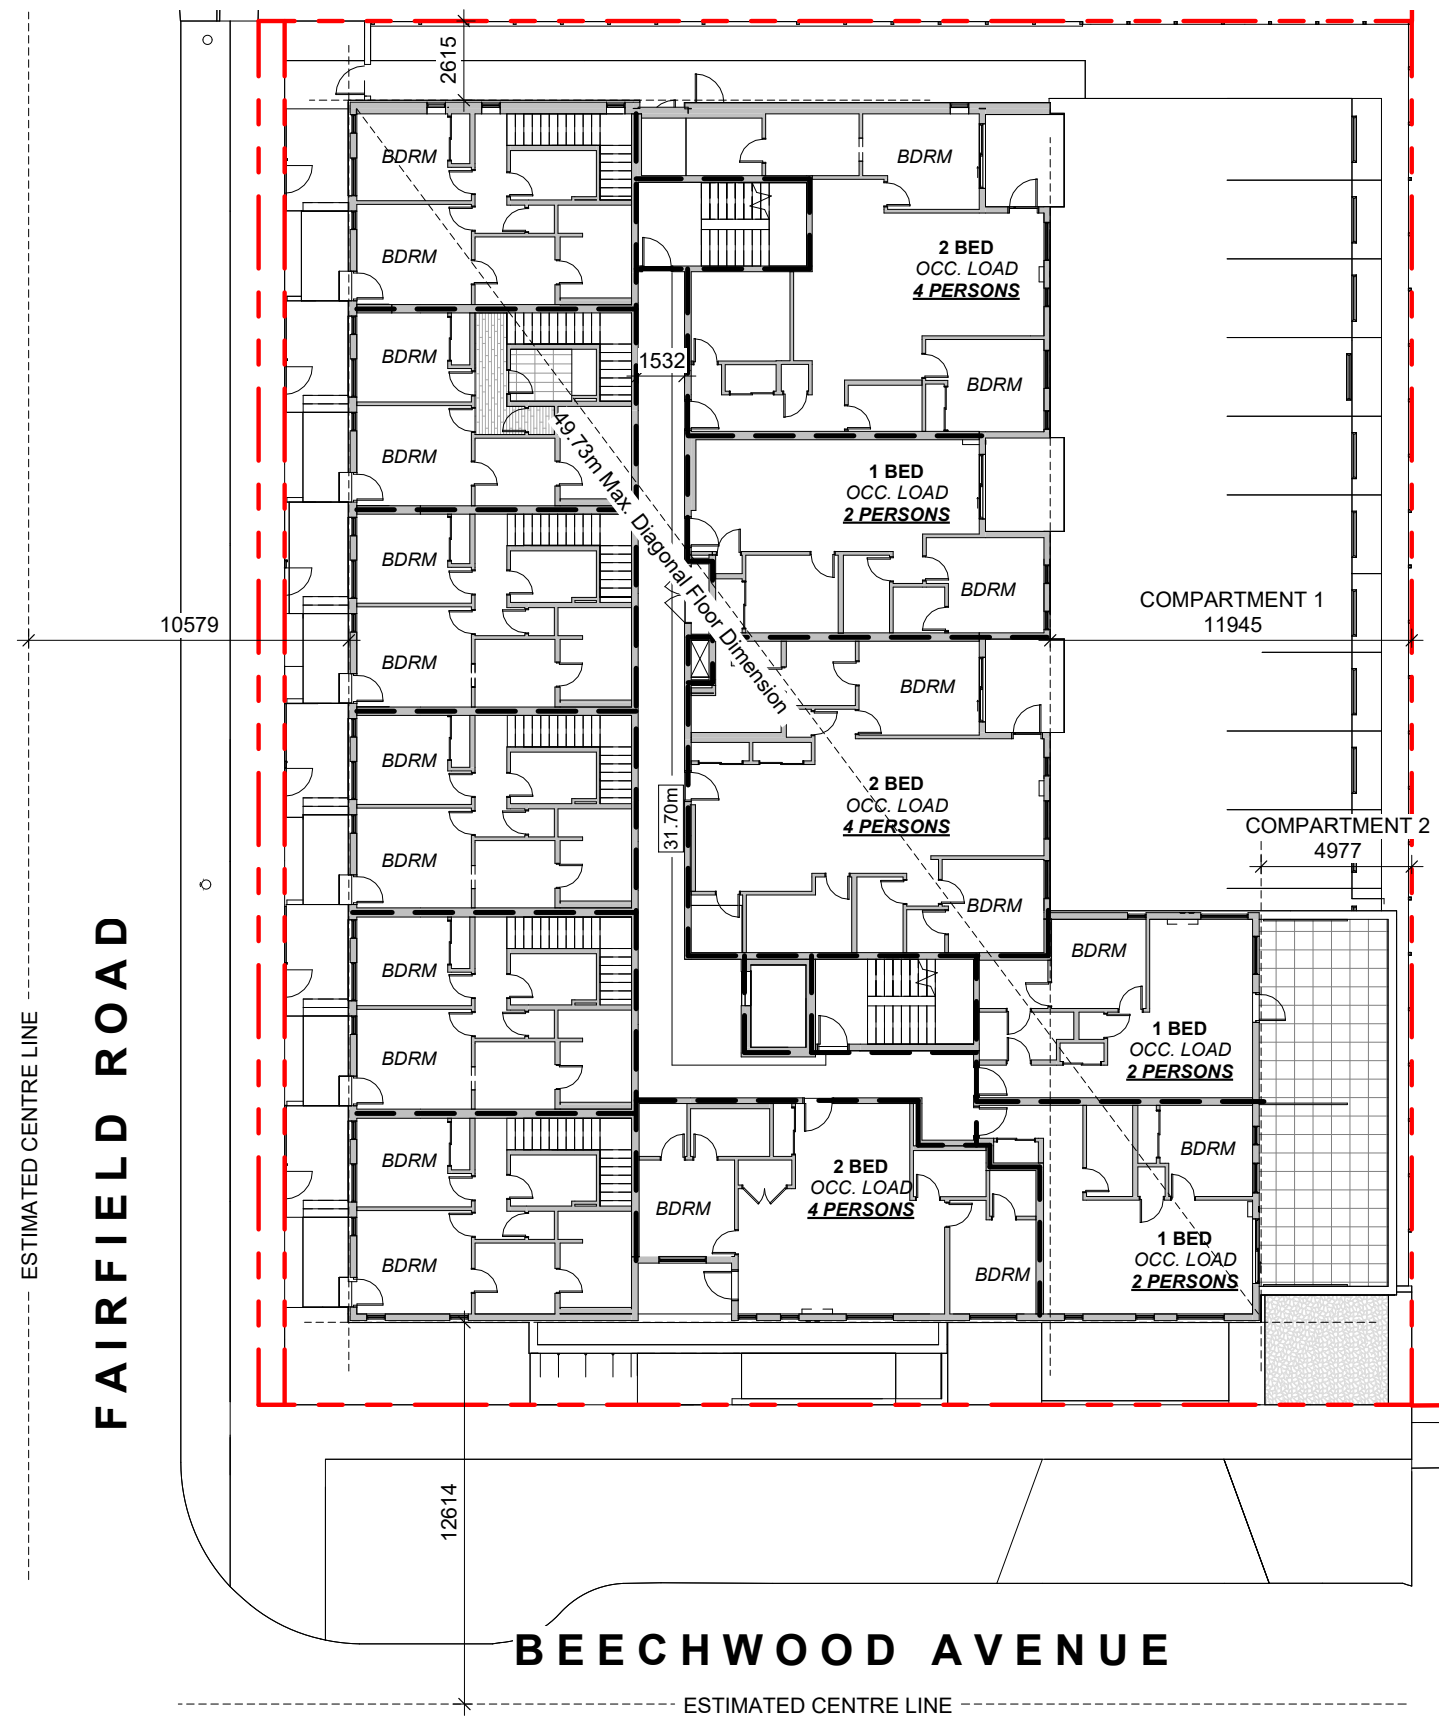 2615
BDRM
BDRM
2 BED
OCC. LOAD
4 PERSONS
BDRM
BDRM
1532
BDRM
BDRM
49.73m Max. Diagonal Floor Dimension
1 BED
OCC. LOAD
2 PERSONS
BDRM
BDRM
10579
COMPARTMENT 1
11945
BDRM
BDRM
BDRM
31.70m
2 BED
OCC. LOAD
4 PERSONS
COMPARTMENT 2
4977
BDRM
BDRM
BDRM
BDRM
1 BED
OCC. LOAD
2 PERSONS
BDRM
FAIRFIELD ROAD
ESTIMATED CENTRE LINE
BDRM
2 BED
OCC. LOAD
4 PERSONS
BDRM
BDRM
1 BED
OCC. LOAD
2 PERSONS
BDRM
BDRM
12614
BEECHWOOD AVENUE
ESTIMATED CENTRE LINE